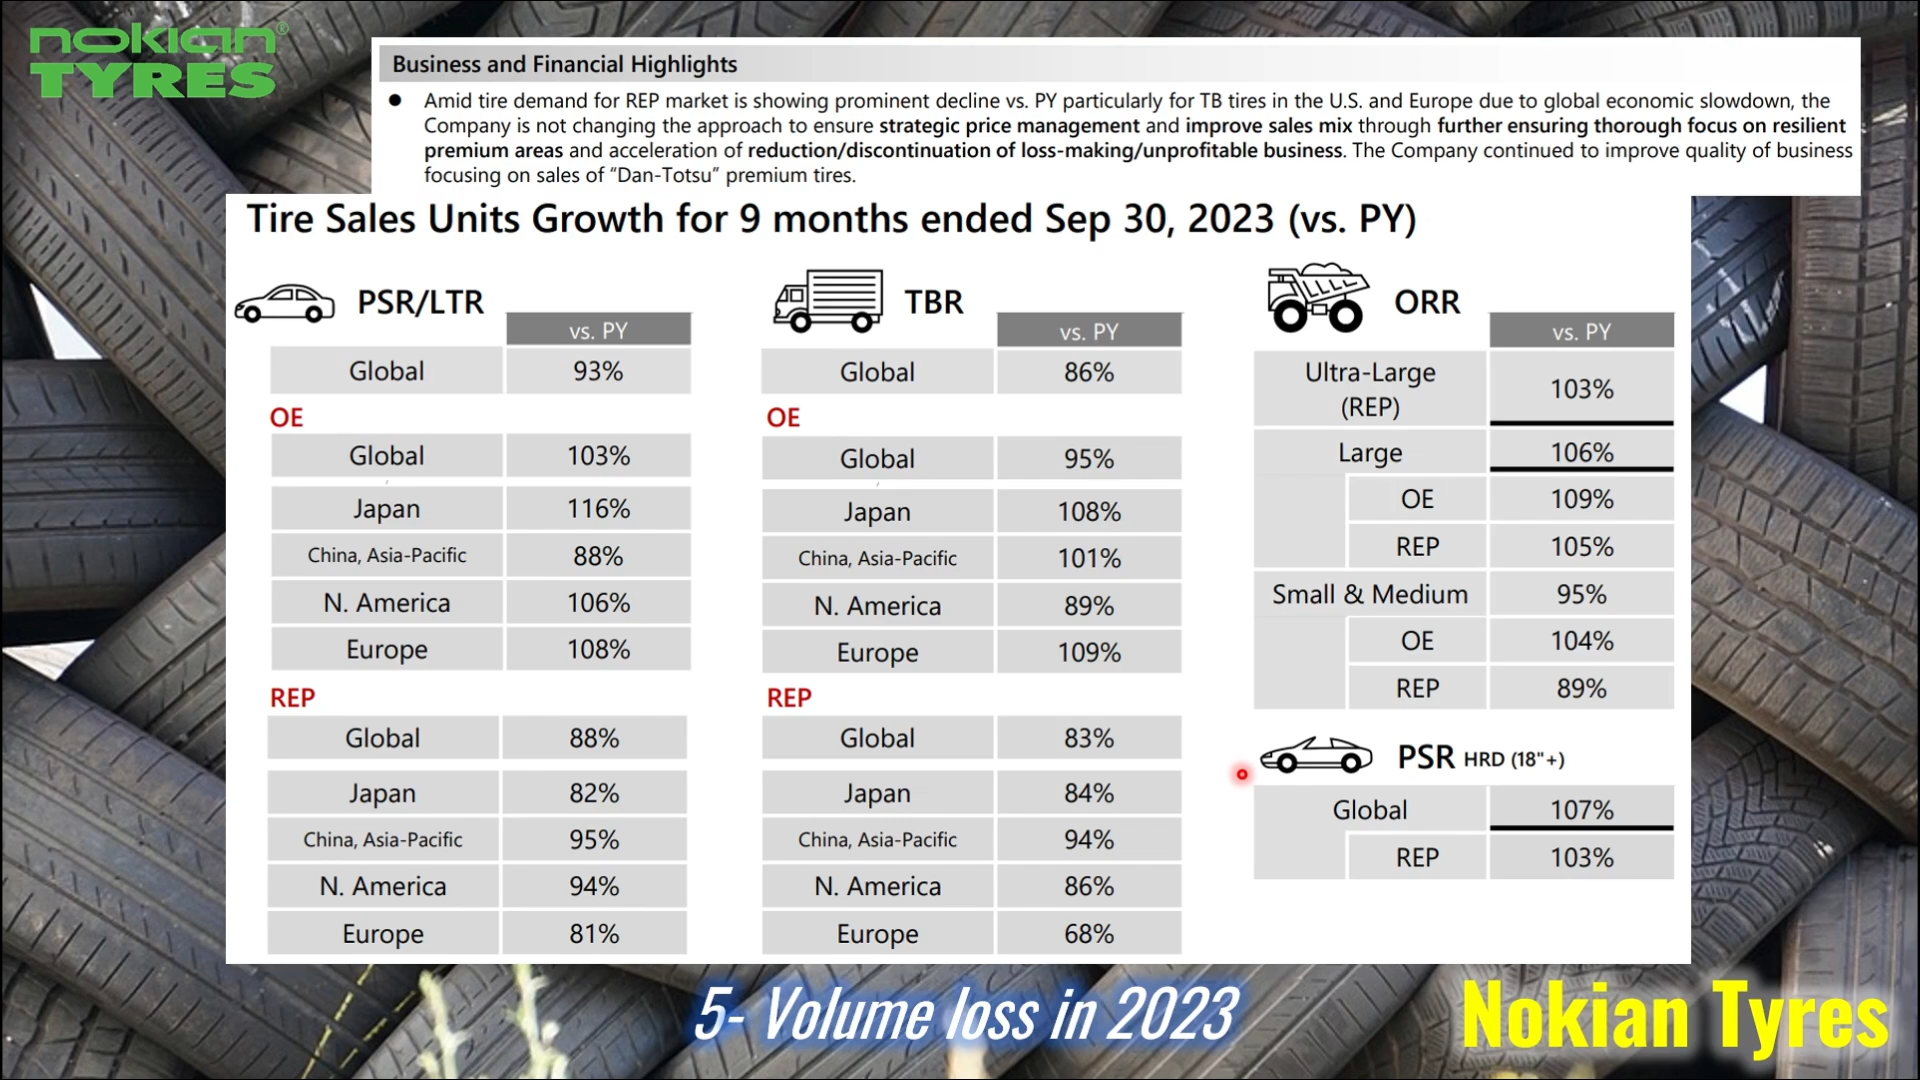 nokian®
TYRES
Business and Financial Highlights
● Amid tire demand for REP market is showing prominent decline vs. PY particularly for TB tires in the U.S. and Europe due to global economic slowdown, the
Company is not changing the approach to ensure strategic price management and improve sales mix through further ensuring thorough focus on resilient
premium areas and acceleration of reduction/discontinuation of loss-making/unprofitable business. The Company continued to improve quality of business
focusing on sales of “Dan-Totsu” premium tires.
Tire Sales Units Growth for 9 months ended Sep 30, 2023 (vs. PY)
PSR/LTR
vs. PY
Global 93%
OE
Global 103%
Japan 116%
China, Asia-Pacific 88%
N. America 106%
Europe 108%
REP
Global 88%
Japan 82%
China, Asia-Pacific 95%
N. America 94%
Europe 81%
TBR
vs. PY
Global 86%
OE
Global 95%
Japan 108%
China, Asia-Pacific 101%
N. America 89%
Europe 109%
REP
Global 83%
Japan 84%
China, Asia-Pacific 94%
N. America 86%
Europe 68%
ORR
vs. PY
Ultra-Large
(REP) 103%
Large 106%
OE 109%
REP 105%
Small & Medium 95%
OE 104%
REP 89%
PSR HRD (18"+)
Global 107%
REP 103%
5- Volume loss in 2023
Nokian Tyres